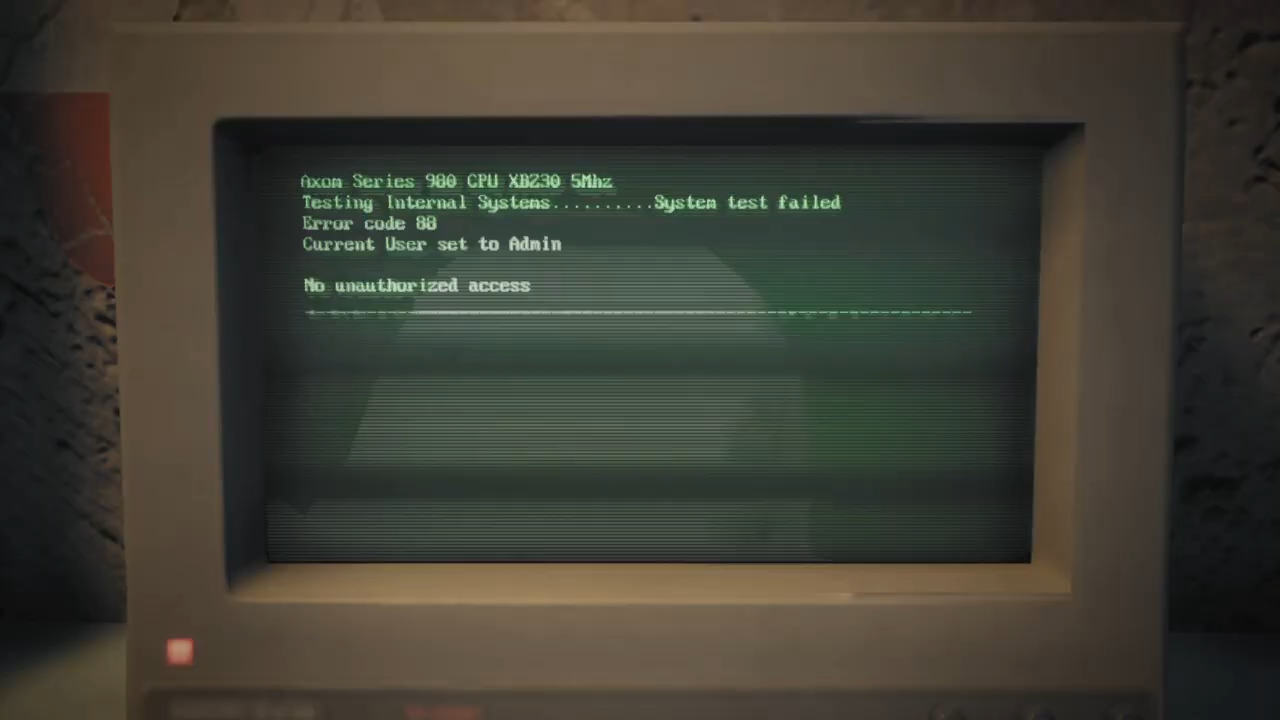 Axom Series 980 CPU XBZ30 5Mhz
Testing Internal Systems..........System test failed
Error code 88
Current User set to Admin
No unauthorized access